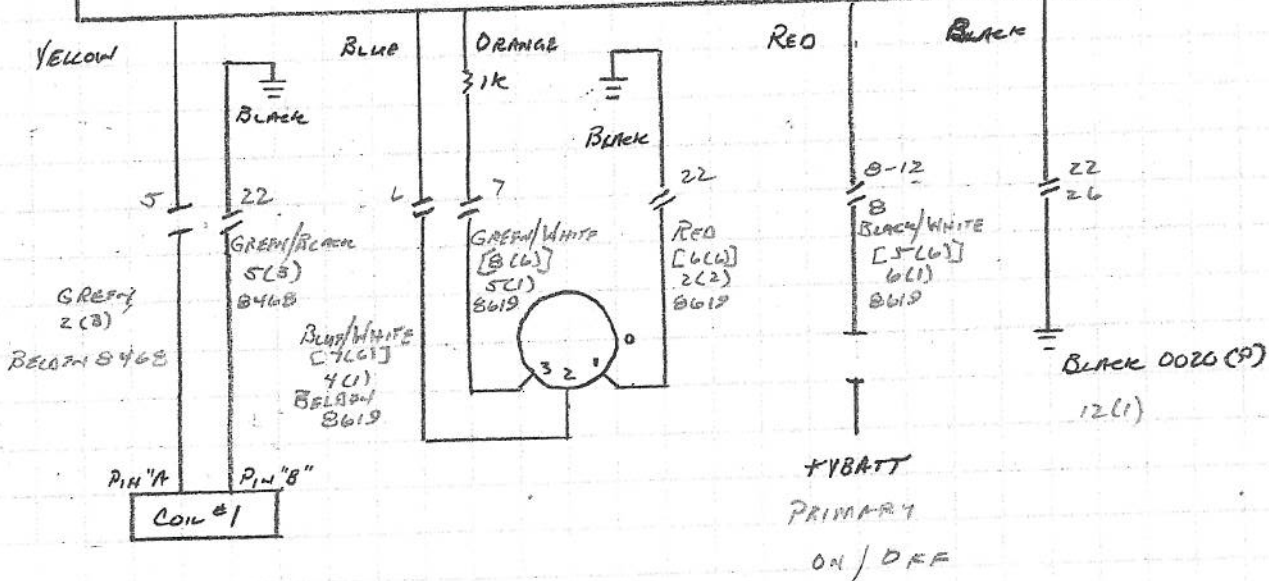 YELLOW
BLUE
ORANGE
1K
RED
BLACK
BLACK
BLACK
5
22
6
7
22
8-12
8
22
26
GREEN/BLACK
5(3)
8468
GREEN
2(3)
BELDEN 8468
BLUE/WHITE
[7(6)]
4(1)
BELDEN
8619
GREEN/WHITE
[8(6)]
5(1)
8619
RED
[6(6)]
2(2)
8619
BLACK/WHITE
[5(6)]
6(1)
8619
3 2 1
BLACK 0020 (P)
12(1)
PIN "A" PIN "B"
COIL #1
+VBATT
PRIMARY
ON / OFF